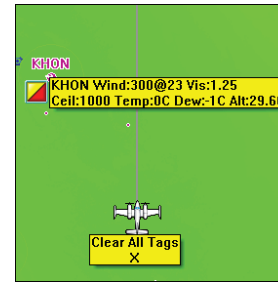 KHON
KHON Wind:300@23 Vis:1.25
Ceil:1000 Temp:0C Dew:-1C Alt:29.6
Clear All Tags
X